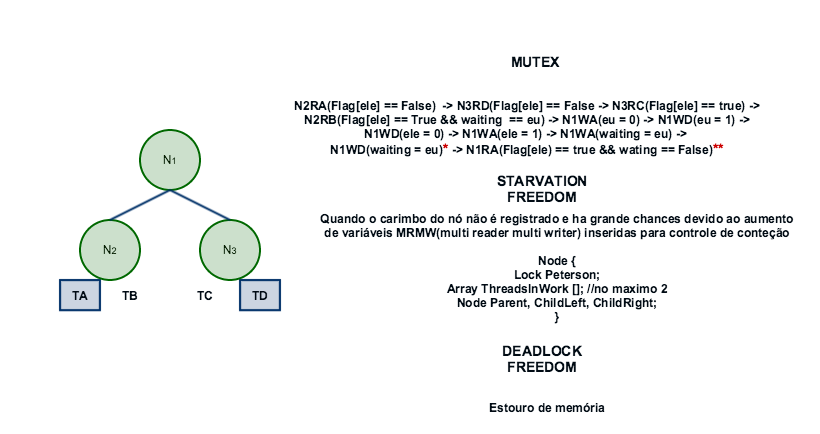 MUTEX
N2RA(Flag[ele] == False) -> N3RD(Flag[ele] == False -> N3RC(Flag[ele] == true) ->
N2RB(Flag[ele] == True && waiting == eu) -> N1WA(eu = 0) -> N1WD(eu = 1) ->
N1WD(ele = 0) -> N1WA(ele = 1) -> N1WA(waiting = eu) ->
N1WD(waiting = eu)* -> N1RA(Flag[ele) == true && wating == False)**
N1
STARVATION
FREEDOM
Quando o carimbo do nó não é registrado e ha grande chances devido ao aumento
de variáveis MRMW(multi reader multi writer) inseridas para controle de conteção
N2
N3
Node {
Lock Peterson;
Array ThreadsInWork []; //no maximo 2
Node Parent, ChildLeft, ChildRight;
}
TA TB TC TD
DEADLOCK
FREEDOM
Estouro de memória